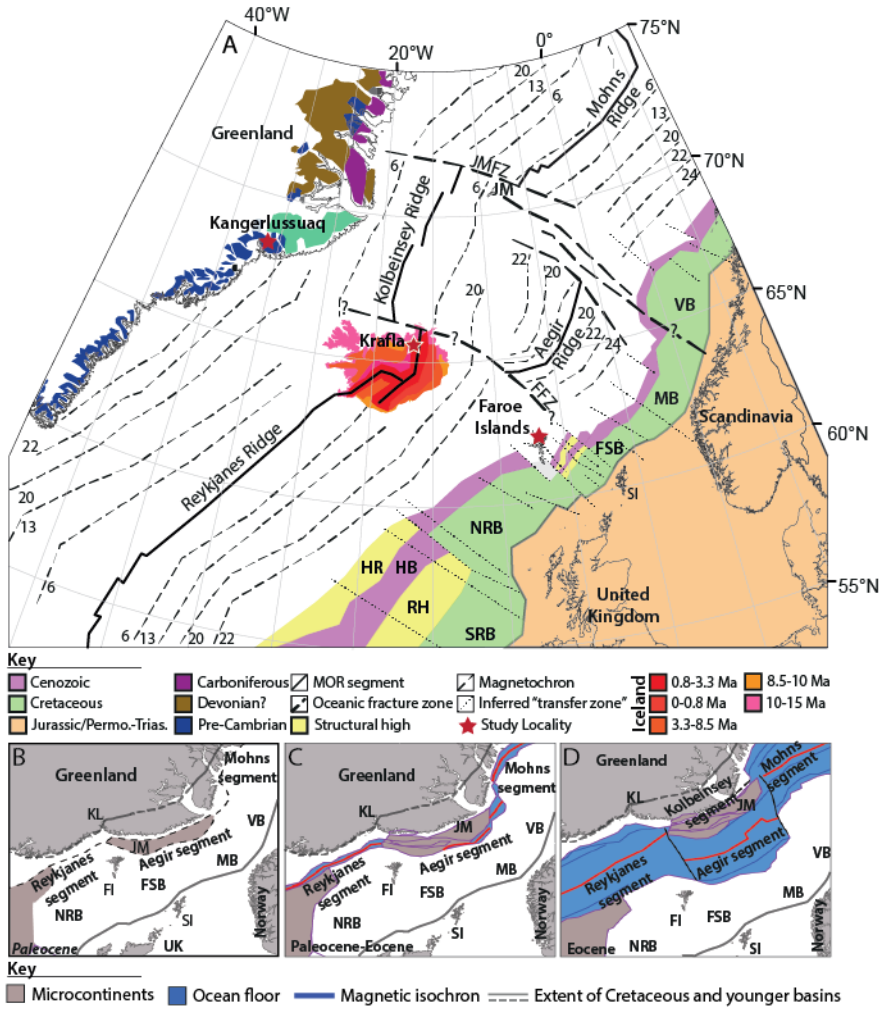 40°W
20°W
0°
75°N
A
20
13
6
Mohns
Ridge
6
13
20
22
24
70°N
Greenland
JMFZ
6
6
JM
Kangerlussuaq
Kolbeinsey Ridge
22
20
65°N
VB
20
?
?
?
Krafla
Aegir
Ridge
20
22
24
FFZ
?
MB
Scandinavia
Faroe
Islands
60°N
FSB
22
20
13
Reykjanes Ridge
SI
NRB
HR
HB
6
RH
United
Kingdom
55°N
SRB
6
13
20
22
Key
Cenozoic
Carboniferous
MOR segment
Magnetochron
Iceland
0.8-3.3 Ma
8.5-10 Ma
Cretaceous
Devonian?
Oceanic fracture zone
Inferred “transfer zone”
0-0.8 Ma
10-15 Ma
Jurassic/Permo.-Trias.
Pre-Cambrian
Structural high
Study Locality
3.3-8.5 Ma
B
Greenland
Mohns
segment
KL
VB
JM
Aegir segment
MB
Reykjanes
segment
FI
FSB
NRB
SI
Norway
Paleocene
UK
C
Greenland
Mohns
segment
KL
JM
VB
Aegir segment
MB
Reykjanes
segment
FI
FSB
NRB
SI
Norway
Paleocene-Eocene
D
Greenland
Mohns
segment
Kolbeinsey
segment
KL
JM
Reykjanes
segment
Aegir segment
VB
MB
FI
FSB
Norway
Eocene
NRB
SI
Key
Microcontinents
Ocean floor
Magnetic isochron
Extent of Cretaceous and younger basins